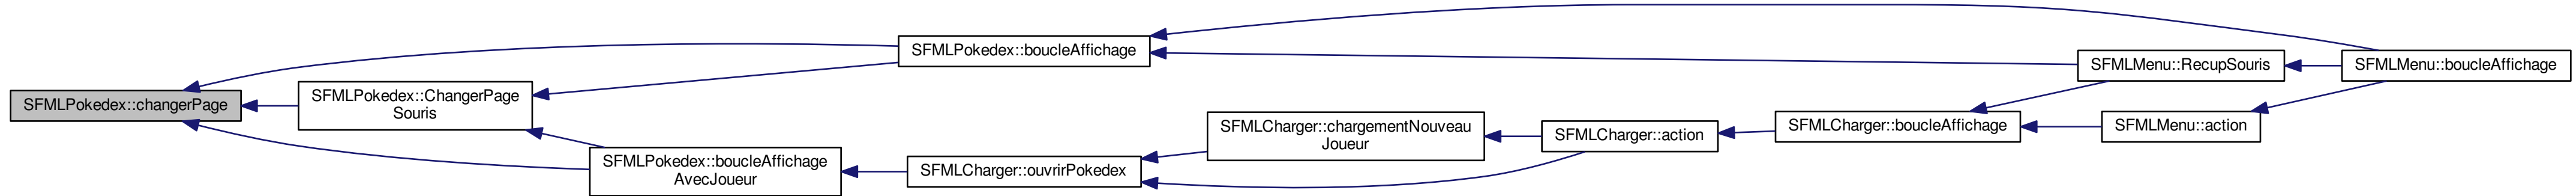 SFMLPokedex::changerPage
SFMLPokedex::ChangerPage
Souris
SFMLPokedex::boucleAffichage
AvecJoueur
SFMLPokedex::boucleAffichage
SFMLCharger::ouvrirPokedex
SFMLCharger::chargementNouveau
Joueur
SFMLCharger::action
SFMLCharger::boucleAffichage
SFMLMenu::RecupSouris
SFMLMenu::action
SFMLMenu::boucleAffichage